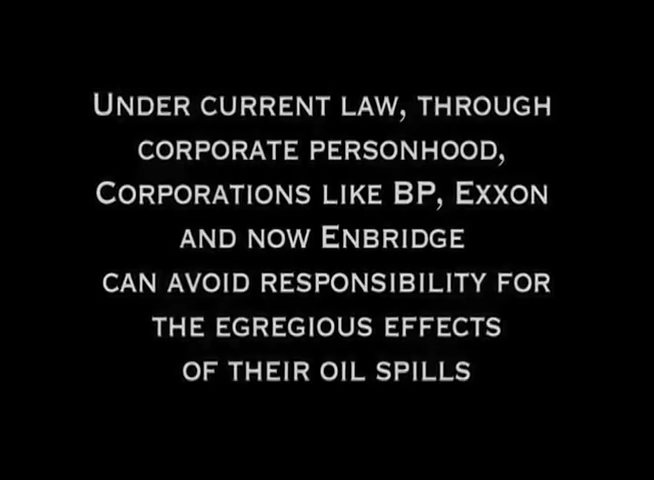 Under current law, through
corporate personhood,
Corporations like BP, Exxon
and now Enbridge
can avoid responsibility for
the egregious effects
of their oil spills